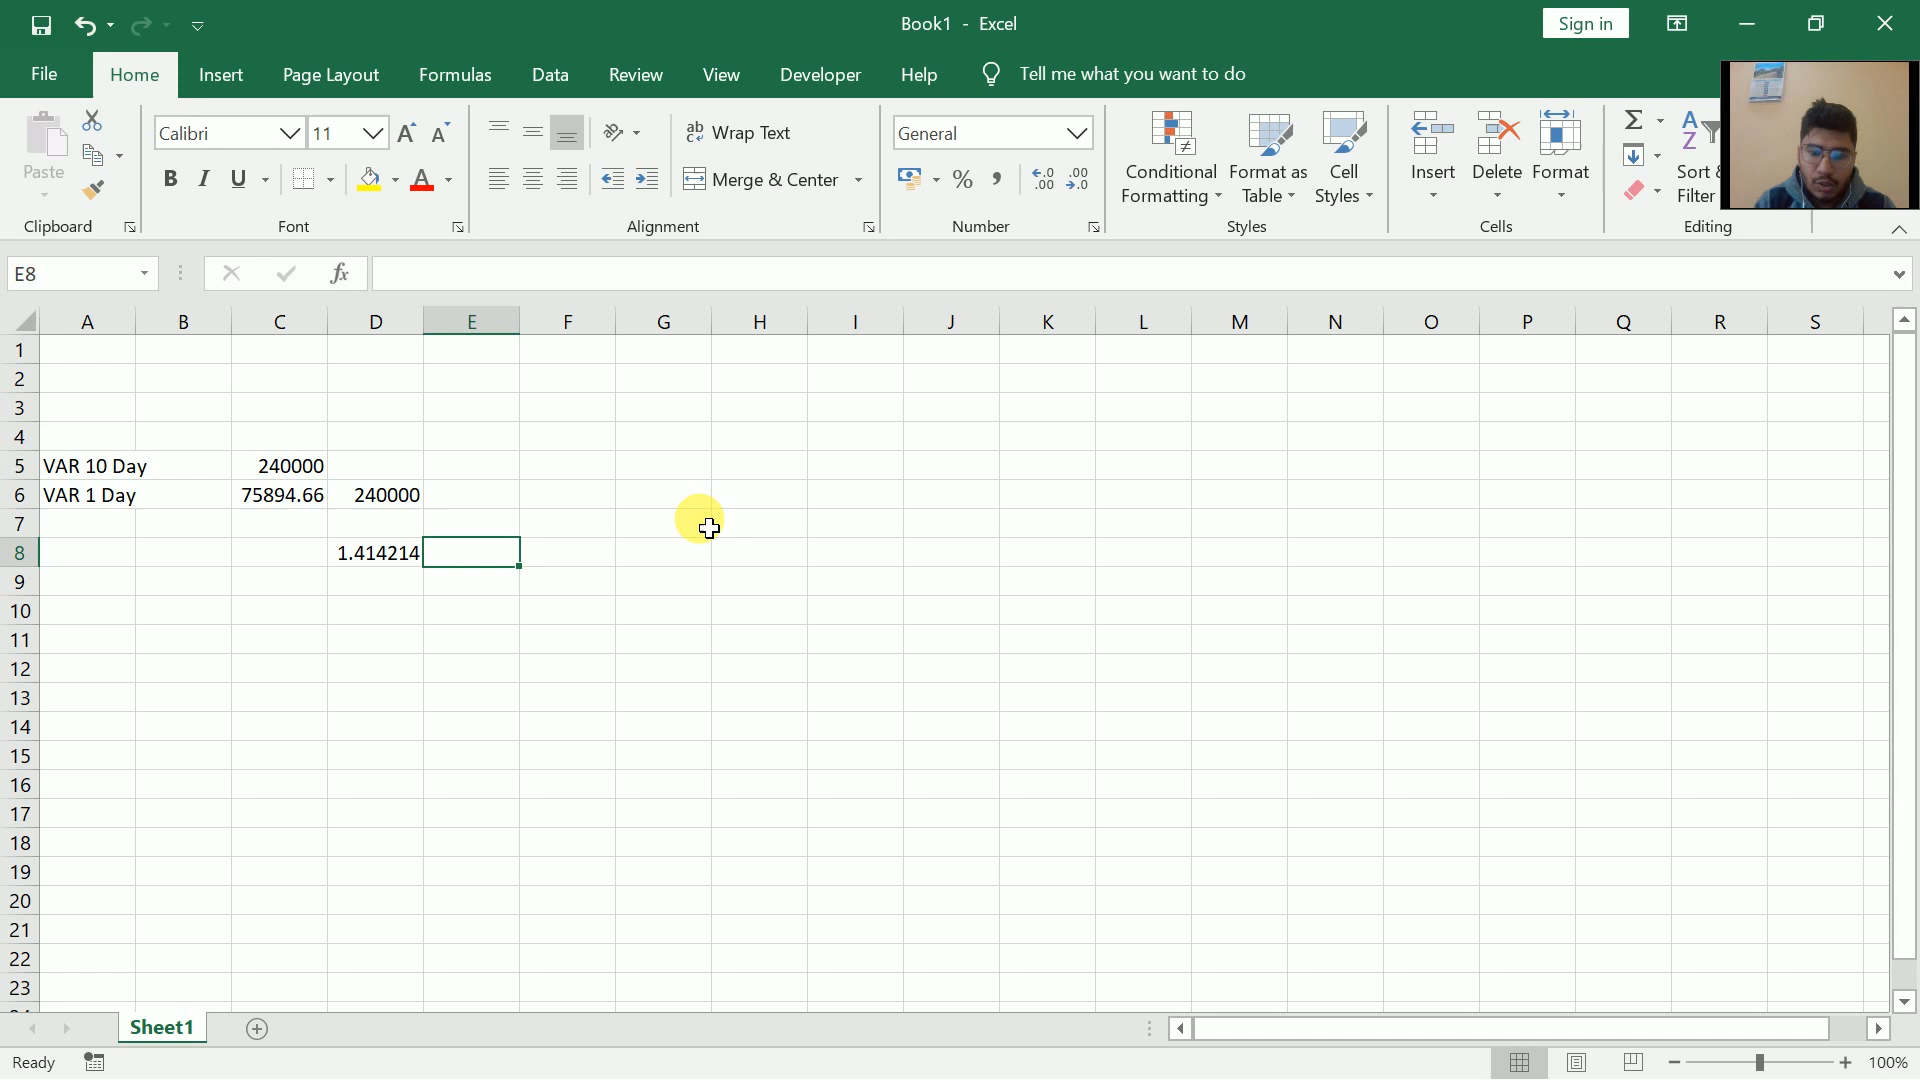 Book1 - Excel
Sign in
File Home Insert Page Layout Formulas Data Review View Developer Help Tell me what you want to do
Paste
Calibri 11
ab Wrap Text
General
Conditional Formatting
Format as Table
Cell Styles
Insert
Delete
Format
Sort &
Filter
B I U
Merge & Center
Clipboard Font Alignment Number Styles Cells Editing
E8 fx
A B C D E F G H I J K L M N O P Q R S
1
2
3
4
5 VAR 10 Day 240000
6 VAR 1 Day 75894.66 240000
7
8 1.414214
9
10
11
12
13
14
15
16
17
18
19
20
21
22
23
Sheet1
Ready 100%